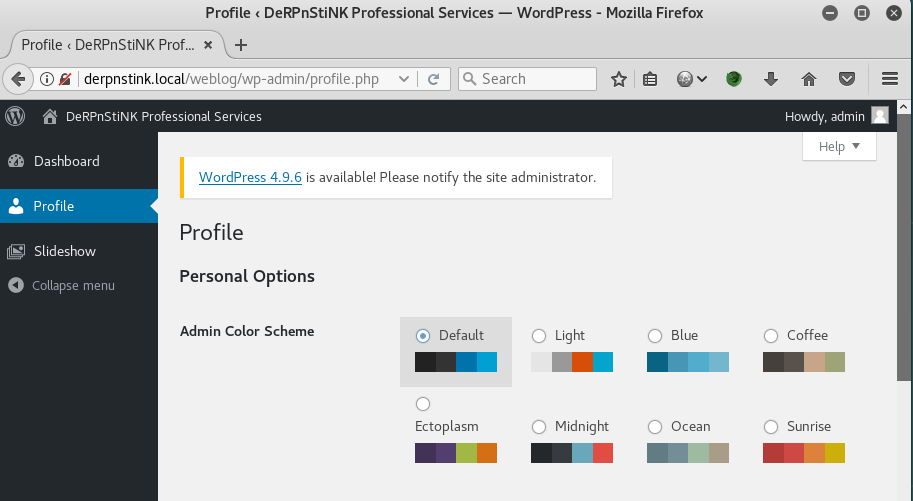 Profile ‹ DeRPnStiNK Professional Services — WordPress - Mozilla Firefox
Profile ‹ DeRPnStiNK Prof...
derpnstink.local/weblog/wp-admin/profile.php
Search
DeRPnStiNK Professional Services
Howdy, admin
Help
Dashboard
Profile
Slideshow
Collapse menu
WordPress 4.9.6 is available! Please notify the site administrator.
Profile
Personal Options
Admin Color Scheme
Default Light Blue Coffee
Ectoplasm Midnight Ocean Sunrise